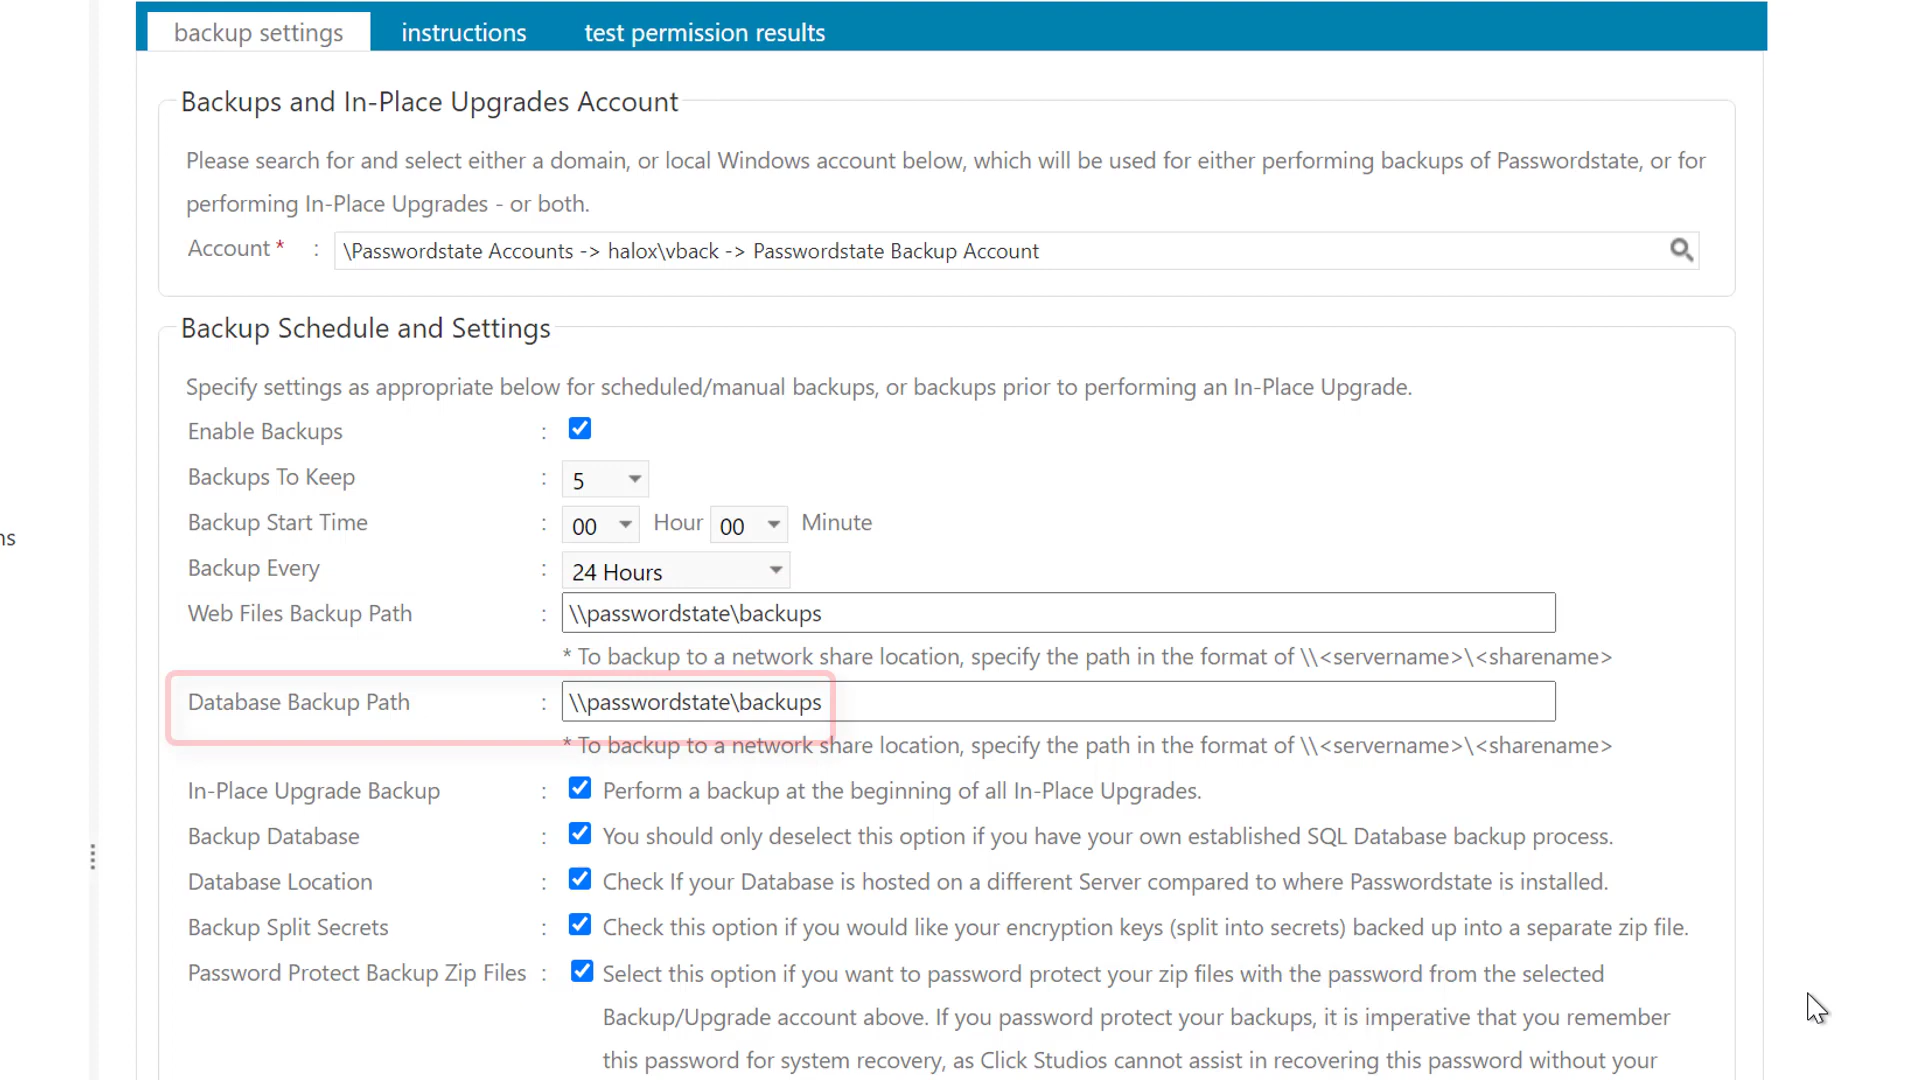 backup settings
instructions
test permission results
Backups and In-Place Upgrades Account
Please search for and select either a domain, or local Windows account below, which will be used for either performing backups of Passwordstate, or for
performing In-Place Upgrades - or both.
Account * : \Passwordstate Accounts -> halox\vback -> Passwordstate Backup Account
Backup Schedule and Settings
Specify settings as appropriate below for scheduled/manual backups, or backups prior to performing an In-Place Upgrade.
Enable Backups :
Backups To Keep : 5
Backup Start Time : 00 Hour 00 Minute
ns
Backup Every : 24 Hours
Web Files Backup Path : \\passwordstate\backups
* To backup to a network share location, specify the path in the format of \\<servername>\<sharename>
Database Backup Path : \\passwordstate\backups
* To backup to a network share location, specify the path in the format of \\<servername>\<sharename>
In-Place Upgrade Backup : Perform a backup at the beginning of all In-Place Upgrades.
Backup Database : You should only deselect this option if you have your own established SQL Database backup process.
Database Location : Check If your Database is hosted on a different Server compared to where Passwordstate is installed.
Backup Split Secrets : Check this option if you would like your encryption keys (split into secrets) backed up into a separate zip file.
Password Protect Backup Zip Files : Select this option if you want to password protect your zip files with the password from the selected
Backup/Upgrade account above. If you password protect your backups, it is imperative that you remember
this password for system recovery, as Click Studios cannot assist in recovering this password without your